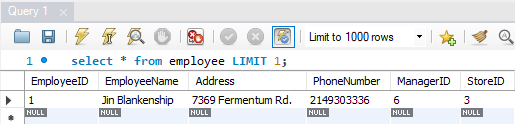 Query 1
Limit to 1000 rows
1 select * from employee LIMIT 1;
EmployeeID EmployeeName Address PhoneNumber ManagerID StoreID
1 Jin Blankenship 7369 Fermentum Rd. 2149303336 6 3
NULL NULL NULL NULL NULL NULL